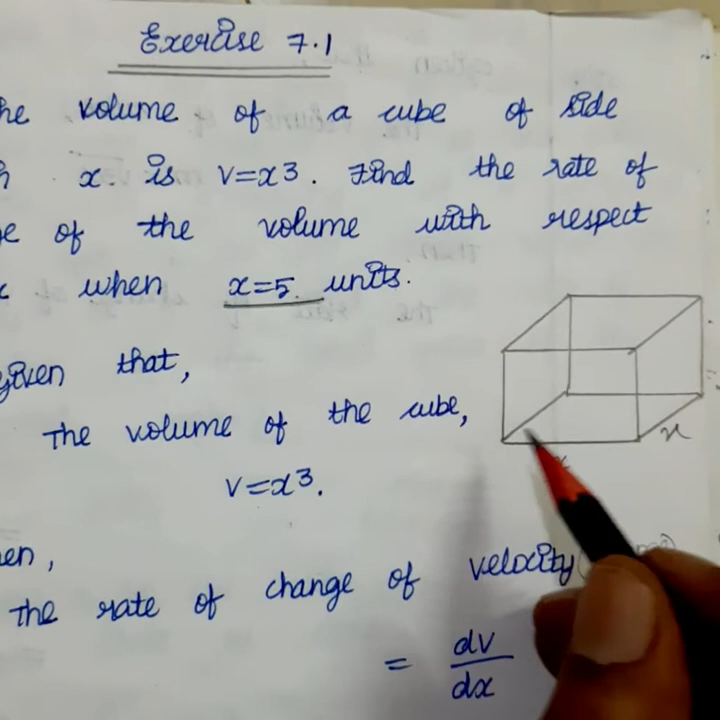 Exercise 7.1
he volume of a cube of side
h x. is v=x3. Find the rate of
ge of the volume with respect
x when x=5. units.
given that,
The volume of the cube,
x
x
v=x3.
en,
The rate of change of velocity
= dv
dx